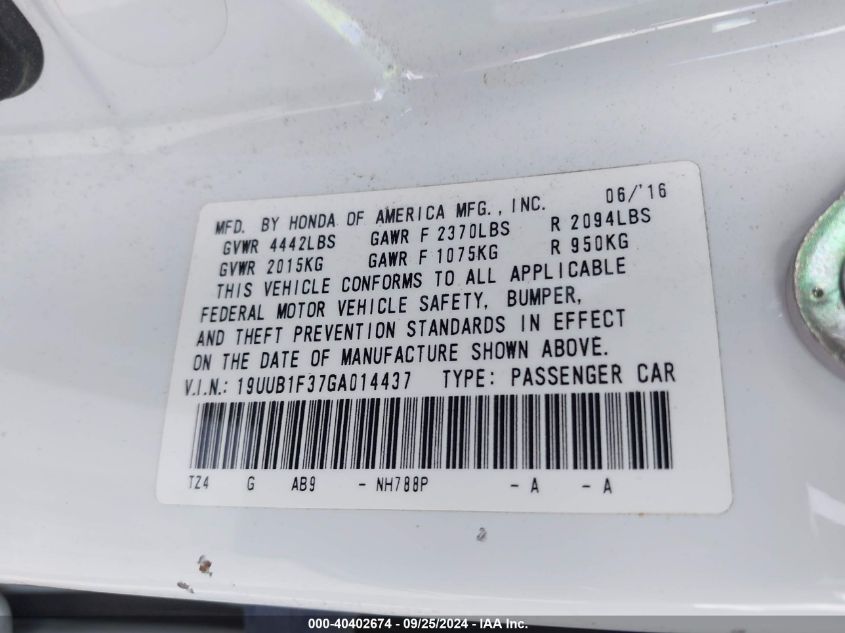 MFD. BY HONDA OF AMERICA MFG., INC. 06/'16
GVWR 4442LBS GAWR F 2370LBS R 2094LBS
GVWR 2015KG GAWR F 1075KG R 950KG
THIS VEHICLE CONFORMS TO ALL APPLICABLE
FEDERAL MOTOR VEHICLE SAFETY, BUMPER,
AND THEFT PREVENTION STANDARDS IN EFFECT
ON THE DATE OF MANUFACTURE SHOWN ABOVE.
V.I.N.: 19UUB1F37GA014437 TYPE: PASSENGER CAR
TZ4 G AB9 - NH788P - A - A
000-40402674 - 09/25/2024 - IAA Inc.